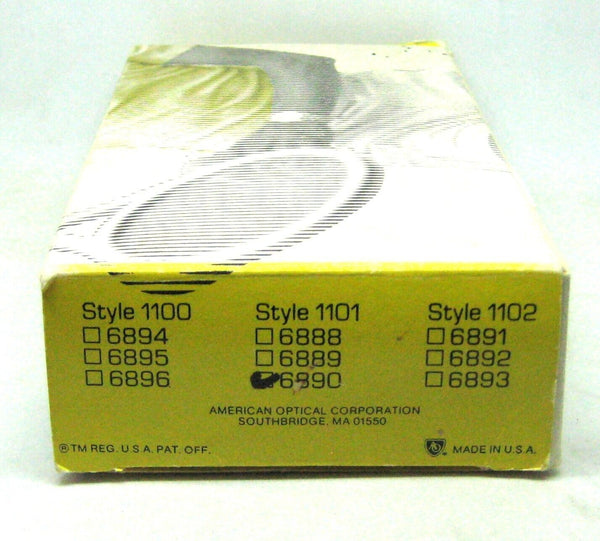 Style 1100 Style 1101 Style 1102
6894 6888 6891
6895 6889 6892
6896 6890 6893
AMERICAN OPTICAL CORPORATION
SOUTHBRIDGE, MA 01550
®TM REG. U.S.A. PAT. OFF. MADE IN U.S.A.